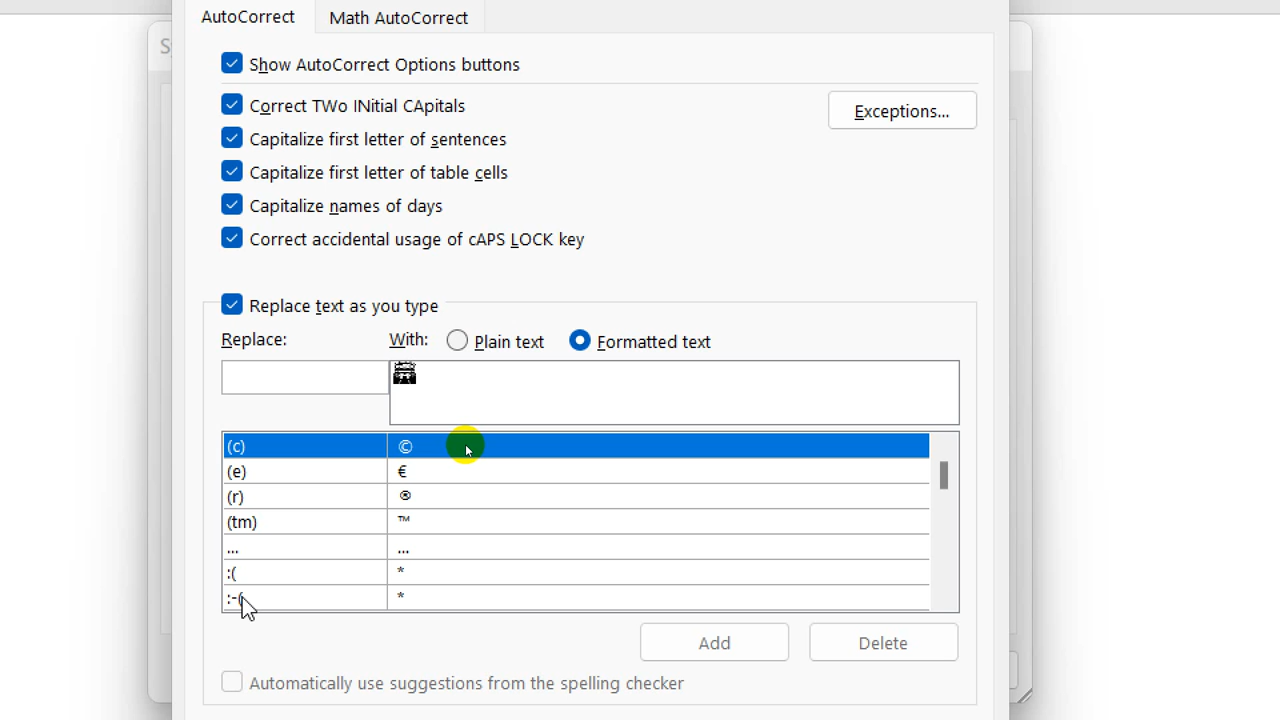 AutoCorrect Math AutoCorrect
S
Show AutoCorrect Options buttons
Correct TWo INitial CApitals
Exceptions...
Capitalize first letter of sentences
Capitalize first letter of table cells
Capitalize names of days
Correct accidental usage of cAPS LOCK key
Replace text as you type
Replace: With: Plain text Formatted text
(c) ©
(e) €
(r) ®
(tm) ™
... ...
:( *
:-( *
Add Delete
Automatically use suggestions from the spelling checker